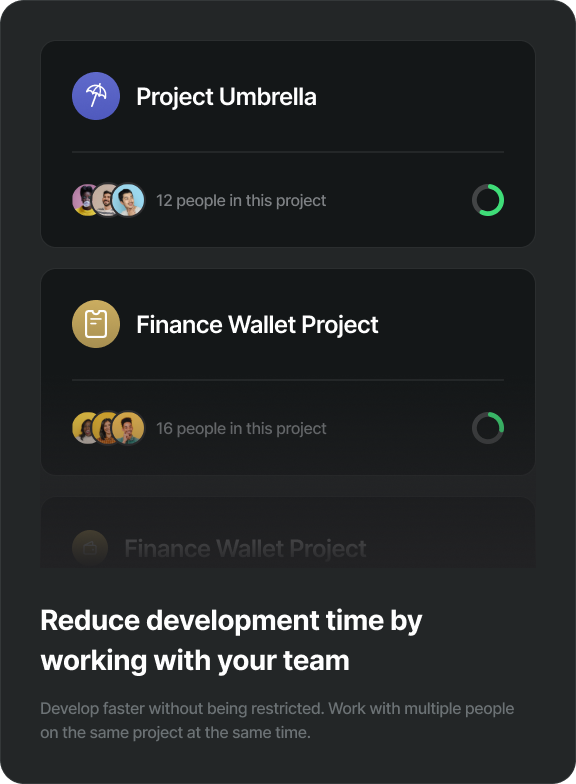 Project Umbrella
12 people in this project
Finance Wallet Project
16 people in this project
Finance Wallet Project
Reduce development time by
working with your team
Develop faster without being restricted. Work with multiple people
on the same project at the same time.